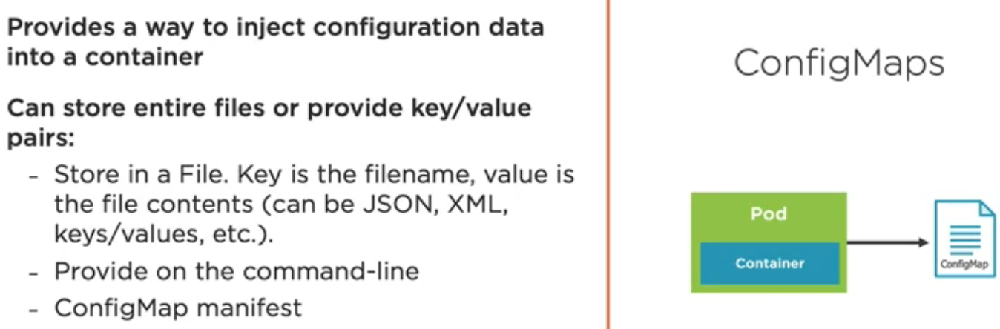 Provides a way to inject configuration data
into a container
Can store entire files or provide key/value
pairs:
- Store in a File. Key is the filename, value is
the file contents (can be JSON, XML,
keys/values, etc.).
- Provide on the command-line
- ConfigMap manifest
ConfigMaps
Pod
Container
ConfigMap